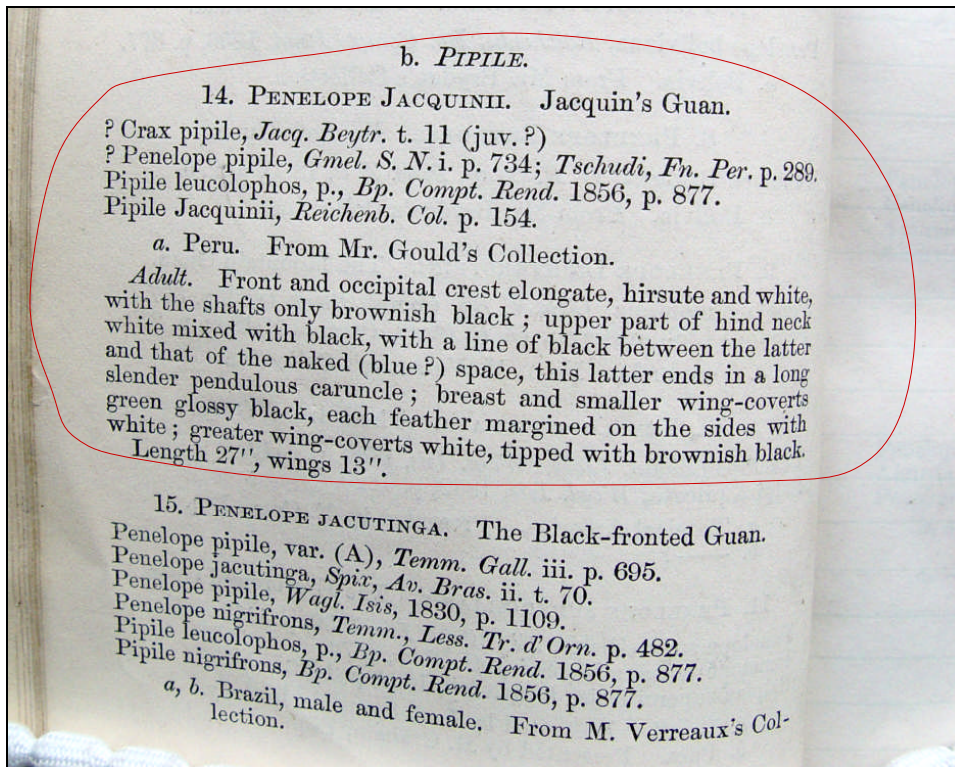 b. PIPILE.
14. PENELOPE JACQUINII. Jacquin's Guan.
? Crax pipile, Jacq. Beytr. t. 11 (juv. ?)
? Penelope pipile, Gmel. S. N. i. p. 734; Tschudi, Fn. Per. p. 289.
Pipile leucolophos, p., Bp. Compt. Rend. 1856, p. 877.
Pipile Jacquinii, Reichenb. Col. p. 154.
a. Peru. From Mr. Gould's Collection.
Adult. Front and occipital crest elongate, hirsute and white,
with the shafts only brownish black; upper part of hind neck
white mixed with black, with a line of black between the latter
and that of the naked (blue?) space, this latter ends in a long
slender pendulous caruncle; breast and smaller wing-coverts
green glossy black, each feather margined on the sides with
white; greater wing-coverts white, tipped with brownish black.
Length 27", wings 13".
15. PENELOPE JACUTINGA. The Black-fronted Guan.
Penelope pipile, var. (A), Temm. Gall. iii. p. 695.
Penelope jacutinga, Spix, Av. Bras. ii. t. 70.
Penelope pipile, Wagl. Isis, 1830, p. 1109.
Penelope nigrifrons, Temm., Less. Tr. d'Orn. p. 482.
Pipile leucolophos, p., Bp. Compt. Rend. 1856, p. 877.
Pipile nigrifrons, Bp. Compt. Rend. 1856, p. 877.
a, b. Brazil, male and female. From M. Verreaux's Col-
lection.